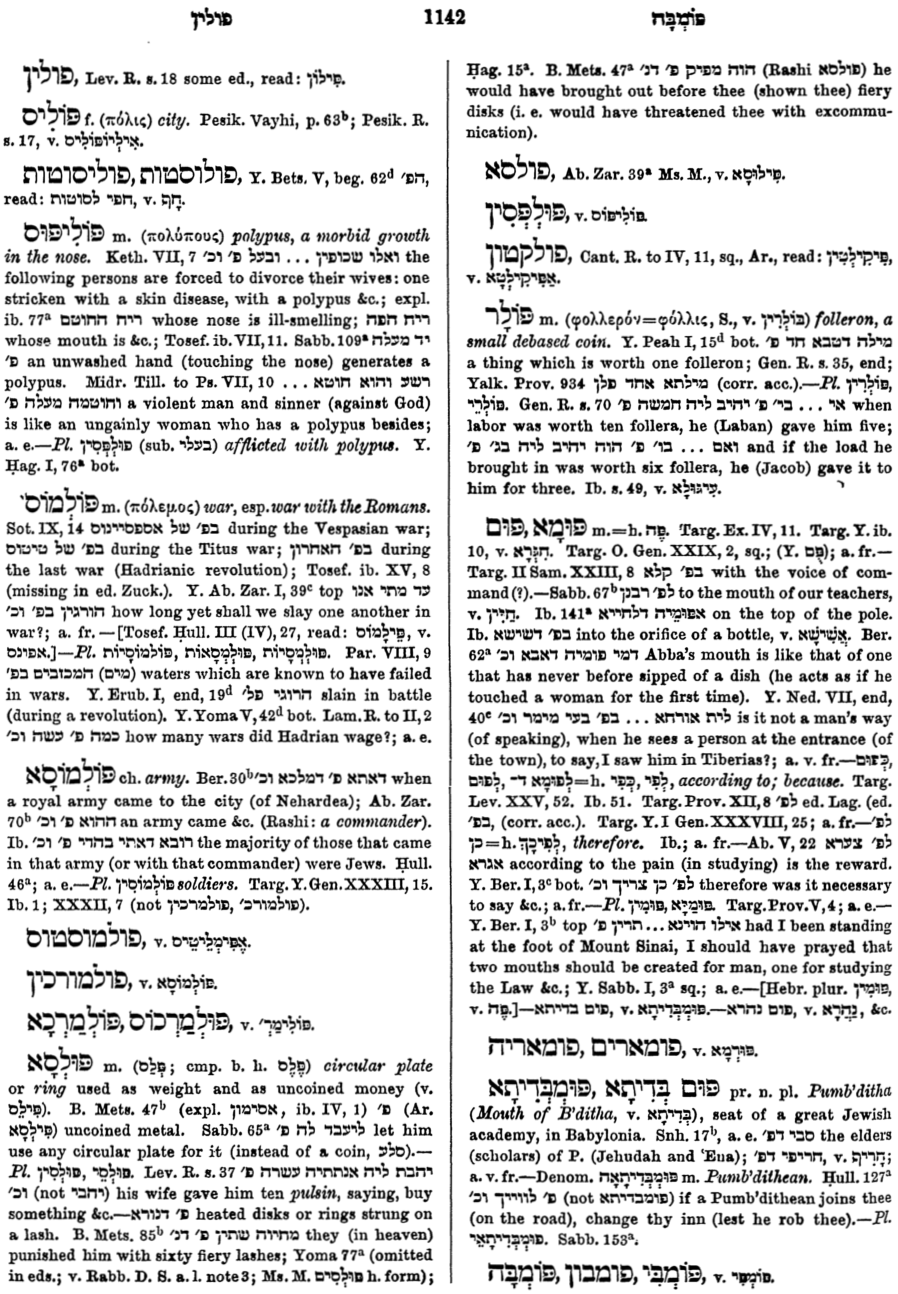 פולין 1142 פּוּמְבָּה
פולין, Lev. R. s. 18 some ed., read: פִּילוֹן.
פּוֹלִיס f. (πόλις) city. Pesik. Vayhi, p. 63ᵇ; Pesik. R.
s. 17, v. אִילְיוֹפּוֹלִיס.
פולוסטות, פוליסוטות, Y. Bets. V, beg. 62ᵈ הפ׳,
read: חפי לסוטות, v. חַף.
פּוֹלִיפּוּס m. (πολύπους) polypus, a morbid growth
in the nose. Keth. VII, 7 ואלו שכופין ... ובעל פ׳ וכ׳ the
following persons are forced to divorce their wives: one
stricken with a skin disease, with a polypus &c.; expl.
ib. 77ᵃ ריח החוטם whose nose is ill-smelling; ריח הפה
whose mouth is &c.; Tosef. ib. VII, 11. Sabb. 109ᵃ יד מעלה
פ׳ an unwashed hand (touching the nose) generates a
polypus. Midr. Till. to Ps. VII, 10 ... רשע והוא חוטא
וחוטמה מעלה פ׳ a violent man and sinner (against God)
is like an ungainly woman who has a polypus besides;
a. e.—Pl. פּוּלְפְּסִין (sub. בעלי) afflicted with polypus. Y.
Ḥag. I, 76ᵃ bot.
פּוֹלְמוֹס m. (πόλεμος) war, esp. war with the Romans.
Sot. IX, 14 בפ׳ של אספסיינוס during the Vespasian war;
בפ׳ של טיטוס during the Titus war; בפ׳ האחרון during
the last war (Hadrianic revolution); Tosef. ib. XV, 8
(missing in ed. Zuck.). Y. Ab. Zar. I, 39ᶜ top עד מתי אנו
הורגין בפ׳ וכ׳ how long yet shall we slay one another in
war?; a. fr.—[Tosef. Ḥull. III (IV), 27, read: פִּילְמוֹס, v.
אפינס.]—Pl. פּוֹלְמוֹסִיּוֹת, פּוּלְמְסָאוֹת, פּוּלְמְסִיּוֹת. Par. VIII, 9
המכזבים בפ׳ (מים) waters which are known to have failed
in wars. Y. Erub. I, end, 19ᵈ הרוגי פל׳ slain in battle
(during a revolution). Y. Yoma V, 42ᵈ bot. Lam. R. to II, 2
כמה פ׳ עשה וכ׳ how many wars did Hadrian wage?; a. e.
פּוֹלְמוֹסָא ch. army. Ber. 30ᵇ דאתא פ׳ דמלכא וכ׳ when
a royal army came to the city (of Nehardea); Ab. Zar.
70ᵇ ההוא פ׳ וכ׳ an army came &c. (Rashi: a commander).
Ib. רובא דאתי בהדי פ׳ וכ׳ the majority of those that came
in that army (or with that commander) were Jews. Ḥull.
46ᵃ; a. e.—Pl. פּוֹלְמוֹסִין soldiers. Targ. Y. Gen. XXXIII, 15.
Ib. 1; XXXII, 7 (not פולמרכין, פולמורכ׳).
פולמוסטוס, v. אֶפִּימֶלֵיטֵיס.
פולמורכין, v. פּוֹלְמוֹסָא.
פּוּלְמַרְכוֹס, פּוֹלְמַרְכָא, v. פּוֹלִימַר׳.
פּוּלְסָא m. (פלס; cmp. b. h. פֶּלֶס) circular plate
or ring used as weight and as uncoined money (v.
פִּילֵס). B. Mets. 47ᵇ (expl. אסימון, ib. IV, 1) פ׳ (Ar.
פִּילְסָא) uncoined metal. Sabb. 65ᵃ ליעבד לה פ׳ let him
use any circular plate for it (instead of a coin, סלע).—
Pl. פּוּלְסֵי, פּוּלְסִין. Lev. R. s. 37 יהבת ליה אנתתיה עשרה פ׳
וכ׳ (not יהבי) his wife gave him ten pulsin, saying, buy
something &c.—פ׳ דנורא heated disks or rings strung on
a lash. B. Mets. 85ᵇ מחיוה שתין פ׳ דנ׳ they (in heaven)
punished him with sixty fiery lashes; Yoma 77ᵃ (omitted
in eds.; v. Rabb. D. S. a. l. note 3; Ms. M. פּוּלְסִים h. form);
Ḥag. 15ᵃ. B. Mets. 47ᵃ הוה מפיק פ׳ דנ׳ (Rashi פולסא) he
would have brought out before thee (shown thee) fiery
disks (i. e. would have threatened thee with excommu-
nication).
פולסא, Ab. Zar. 39ᵃ Ms. M., v. פִּילוּסָא.
פּוּלְפְּסִין, v. פּוֹלִיפּוֹס.
פולקטון, Cant. R. to IV, 11, sq., Ar., read: פִּיקִילְטִין,
v. אַפִּיקִילְטָא.
פּוֹלָר m. (φολλερόν=φόλλις, S., v. בּוֹלָרִין) folleron, a
small debased coin. Y. Peah I, 15ᵈ bot. מילה דטבא חד פ׳
a thing which is worth one folleron; Gen. R. s. 35, end;
Yalk. Prov. 934 מילתא אחד פלן (corr. acc.).—Pl. פּוֹלָרִין,
פּוֹלָרֵי. Gen. R. s. 70 אי ... בי׳ פ׳ יהיב ליה חמשה פ׳ when
labor was worth ten follera, he (Laban) gave him five;
ואם ... בו׳ פ׳ הוה יהיב ליה בג׳ פ׳ and if the load he
brought in was worth six follera, he (Jacob) gave it to
him for three. Ib. s. 49, v. עִיגּוּלָא.
פּוּמָא, פּוּם m.=h. פֶּה. Targ. Ex. IV, 11. Targ. Y. ib.
10, v. חִגְּרָא. Targ. O. Gen. XXIX, 2, sq.; (Y. פֻּם); a. fr.—
Targ. II Sam. XXIII, 8 בפ׳ קלא with the voice of com-
mand (?).—Sabb. 67ᵇ לפ׳ רבנן to the mouth of our teachers,
v. חַיִּין. Ib. 141ᵃ אפומיה דלחייא on the top of the pole.
Ib. בפ׳ דשישא into the orifice of a bottle, v. אֲשִׁישָׁא. Ber.
62ᵃ דמי פומיה דאבא וכ׳ Abba's mouth is like that of one
that has never before sipped of a dish (he acts as if he
touched a woman for the first time). Y. Ned. VII, end,
40ᶜ לית אורחא ... בפ׳ בעי מימר וכ׳ is it not a man's way
(of speaking), when he sees a person at the entrance (of
the town), to say, I saw him in Tiberias?; a. v. fr.—כְּפוּם,
לְפוּם, לְפוּמָא ד־=h. לְפִי, כְּפִי, according to; because. Targ.
Lev. XXV, 52. Ib. 51. Targ. Prov. XII, 8 לפ׳ ed. Lag. (ed.
בפ׳, corr. acc.). Targ. Y. I Gen. XXXVIII, 25; a. fr.—לפ׳
כן=h. לְפִיכָךְ, therefore. Ib.; a. fr.—Ab. V, 22 לפ׳ צערא
אגרא according to the pain (in studying) is the reward.
Y. Ber. I, 3ᶜ bot. לפ׳ כן צריך וכ׳ therefore was it necessary
to say &c.; a. fr.—Pl. פּוּמַיָּא, פּוּמִין. Targ. Prov. V, 4; a. e.—
Y. Ber. I, 3ᵇ top אילו הוינא ... תרין פ׳ had I been standing
at the foot of Mount Sinai, I should have prayed that
two mouths should be created for man, one for studying
the Law &c.; Y. Sabb. I, 3ᵃ sq.; a. e.—[Hebr. plur. פּוּמִין,
v. פֶּה.]—פום בדיתא, v. פּוּמְבְּדִיתָא.—פום נהרא, v. נַהֲרָא, &c.
פומארים, פומאריה, v. פּוּרְמָא.
פּוּם בְּדִיתָא, פּוּמְבְּדִיתָא pr. n. pl. Pumb'ditha
(Mouth of B'ditha, v. בְּדִיתָא), seat of a great Jewish
academy, in Babylonia. Snh. 17ᵇ, a. e. סבי דפ׳ the elders
(scholars) of P. (Jehudah and ʻEna); חריפי דפ׳, v. חָרִיף;
a. v. fr.—Denom. פּוּמְבְּדִיתָאָה m. Pumb'dithean. Ḥull. 127ᵃ
פ׳ לווייך וכ׳ (not פומבדיתא) if a Pumb'dithean joins thee
(on the road), change thy inn (lest he rob thee).—Pl.
פּוּמְבְּדִיתָאֵי. Sabb. 153ᵃ.
פּוּמְבִּי, פומבון, פּוּמְבָּה, v. פּוּמְפֵּי.